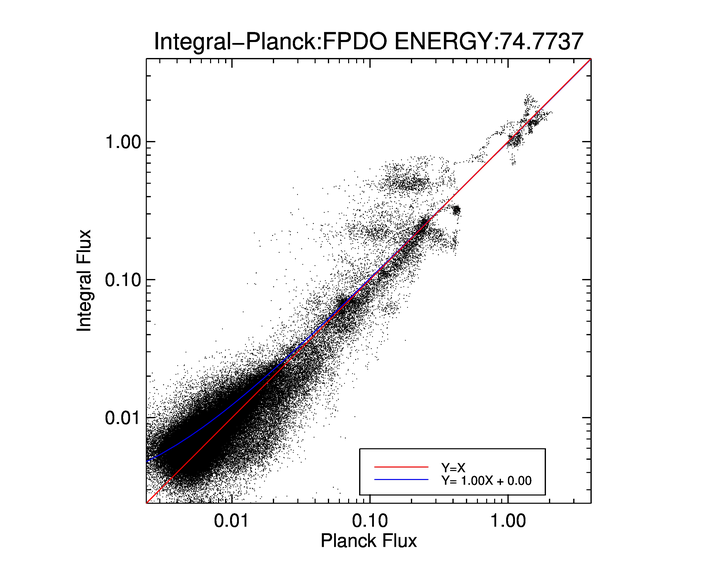 Integral-Planck:FPDO ENERGY:74.7737
1.00
0.10
0.01
Integral Flux
0.01 0.10 1.00
Planck Flux
Y=X
Y= 1.00X + 0.00